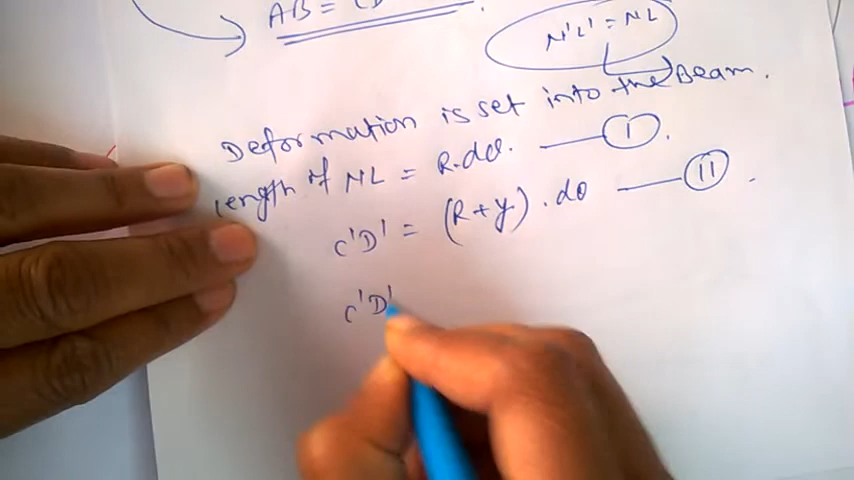 AB = CD
N'L' = NL
Deformation is set into the Beam.
length of NL = R.dθ. — I.
C'D' = (R+y).dθ — II.
C'D'